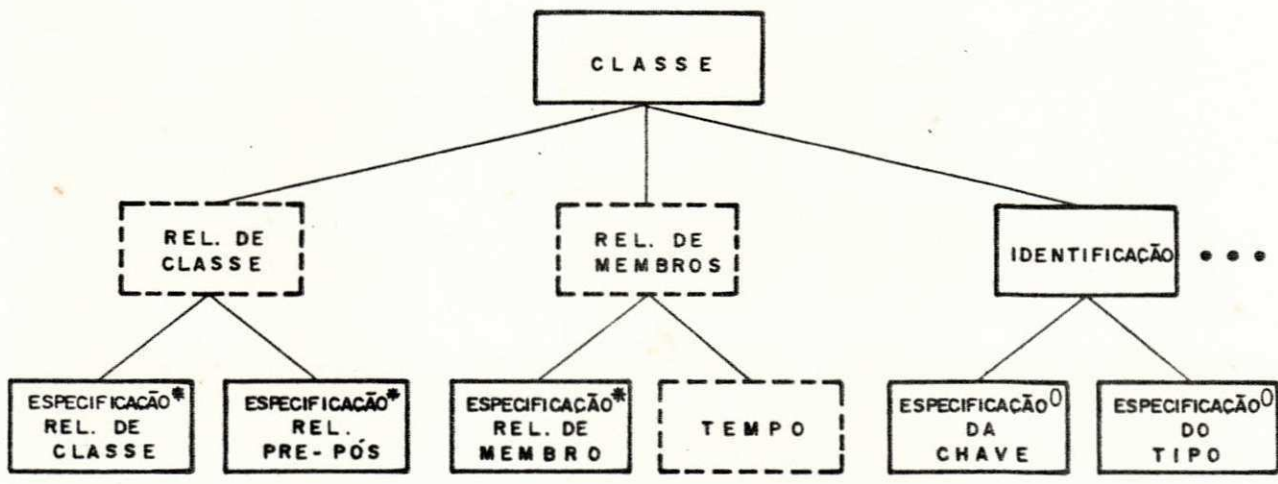 CLASSE
REL. DE
CLASSE
REL. DE
MEMBROS
IDENTIFICAÇÃO • • •
ESPECIFICAÇÃO*
REL. DE
CLASSE
ESPECIFICAÇÃO*
REL.
PRE-PÓS
ESPECIFICAÇÃO*
REL. DE
MEMBRO
TEMPO
ESPECIFICAÇÃO0
DA
CHAVE
ESPECIFICAÇÃO0
DO
TIPO